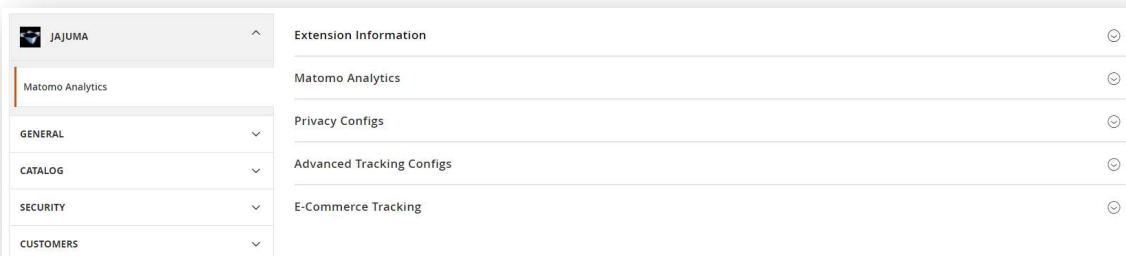 JAJUMA
Matomo Analytics
GENERAL
CATALOG
SECURITY
CUSTOMERS
Extension Information
Matomo Analytics
Privacy Configs
Advanced Tracking Configs
E-Commerce Tracking